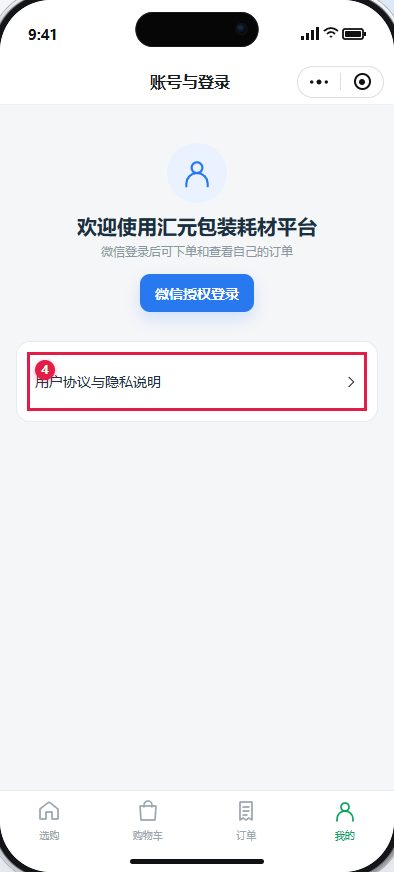 9:41
账号与登录
欢迎使用汇元包装耗材平台
微信登录后可下单和查看自己的订单
微信授权登录
4
用户协议与隐私说明
选购 购物车 订单 我的